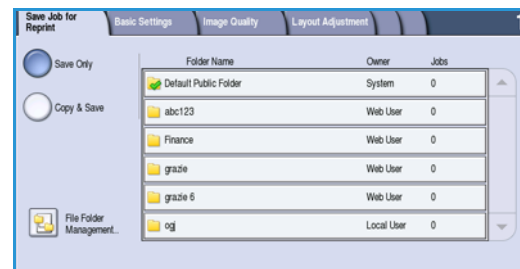 Save Job for Reprint
Basic Settings
Image Quality
Layout Adjustment
Save Only
Copy & Save
File Folder Management..
Folder Name Owner Jobs
Default Public Folder System 0
abc123 Web User 0
Finance Web User 0
grazie Web User 0
grazie 6 Web User 0
ogj Local User 0